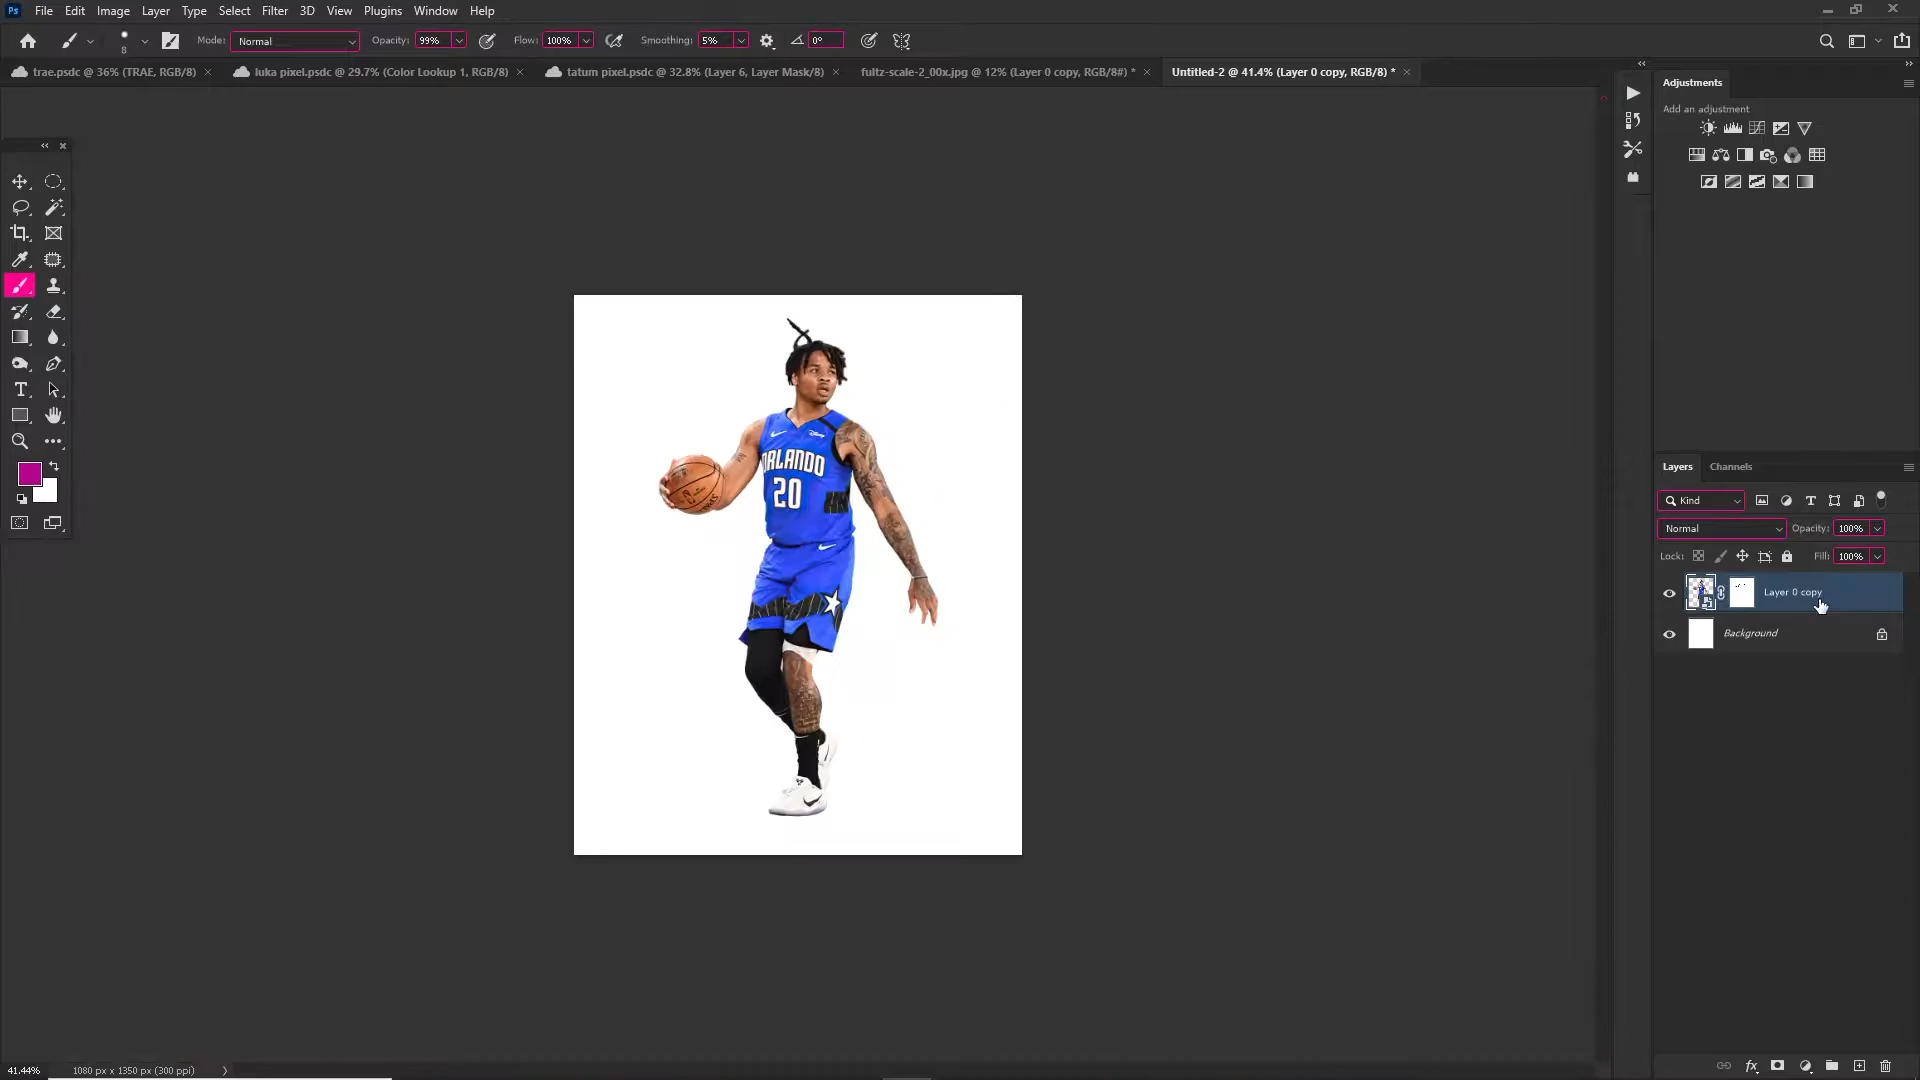 Ps File Edit Image Layer Type Select Filter 3D View Plugins Window Help
8 Mode: Normal Opacity: 99% Flow: 100% Smoothing: 5% 0°
trae.psdc @ 36% (TRAE, RGB/8) × luka pixel.psdc @ 29.7% (Color Lookup 1, RGB/8) × tatum pixel.psdc @ 32.8% (Layer 6, Layer Mask/8) × fultz-scale-2_00x.jpg @ 12% (Layer 0 copy, RGB/8#) * × Untitled-2 @ 41.4% (Layer 0 copy, RGB/8) * ×
Adjustments
Add an adjustment
Disney
ORLANDO
20
Layers Channels
Kind
Normal Opacity: 100%
Lock: Fill: 100%
Layer 0 copy
Background
fx
41.44% 1080 px x 1350 px (300 ppi)